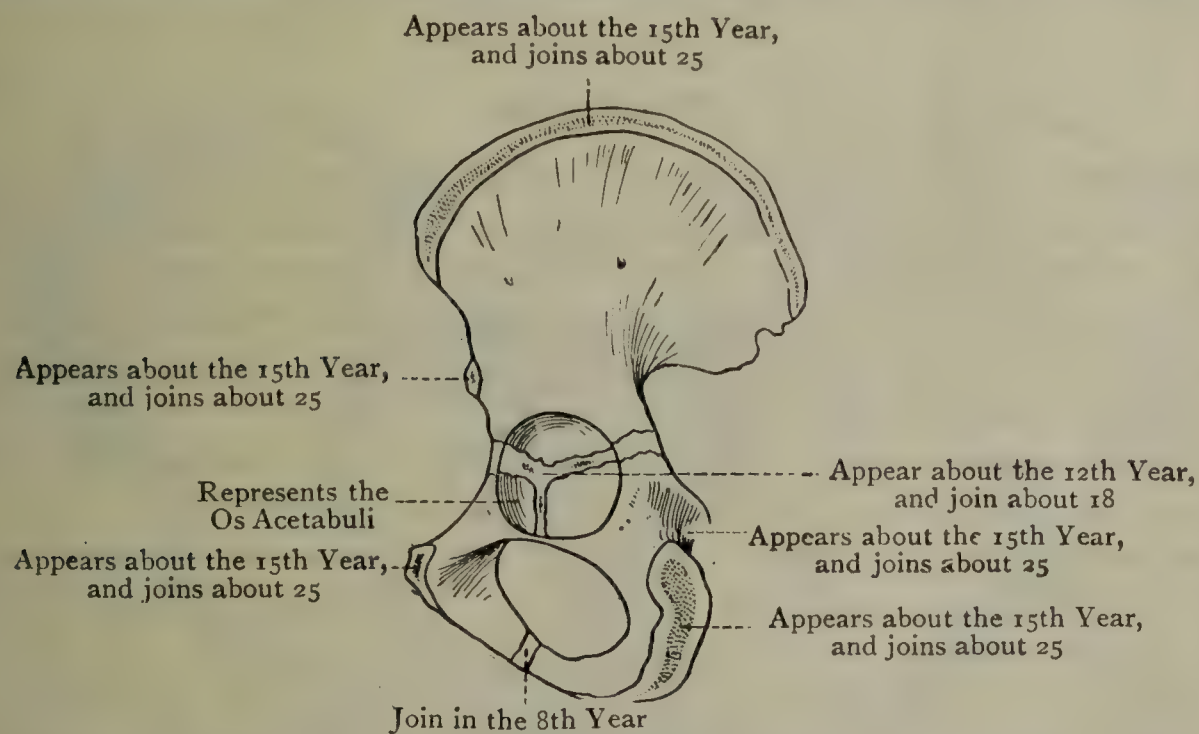 Appears about the 15th Year,
and joins about 25
Appears about the 15th Year,
and joins about 25
Appear about the 12th Year,
and join about 18
Represents the
Os Acetabuli
Appears about the 15th Year,
and joins about 25
Appears about the 15th Year,
and joins about 25
Appears about the 15th Year,
and joins about 25
Join in the 8th Year